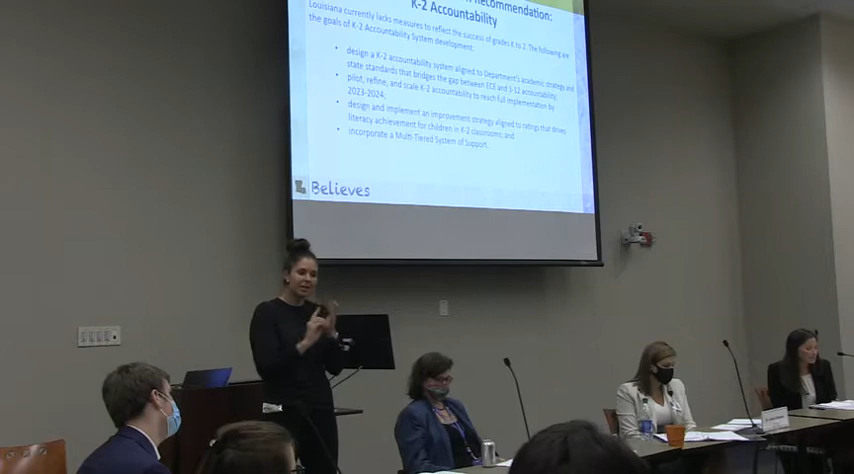 Recommendation:
K-2 Accountability
Louisiana currently lacks measures to reflect the success of grades K to 2. The following are
the goals of K-2 Accountability System development:
• design a K-2 accountability system aligned to Department's academic strategy and
state standards that bridges the gap between ECE and 3-12 accountability;
• pilot, refine, and scale K-2 accountability to reach full implementation by
2023-2024;
• design and implement an improvement strategy aligned to ratings that drives
literacy achievement for children in K-2 classrooms; and
• incorporate a Multi-Tiered System of Support.
Believes